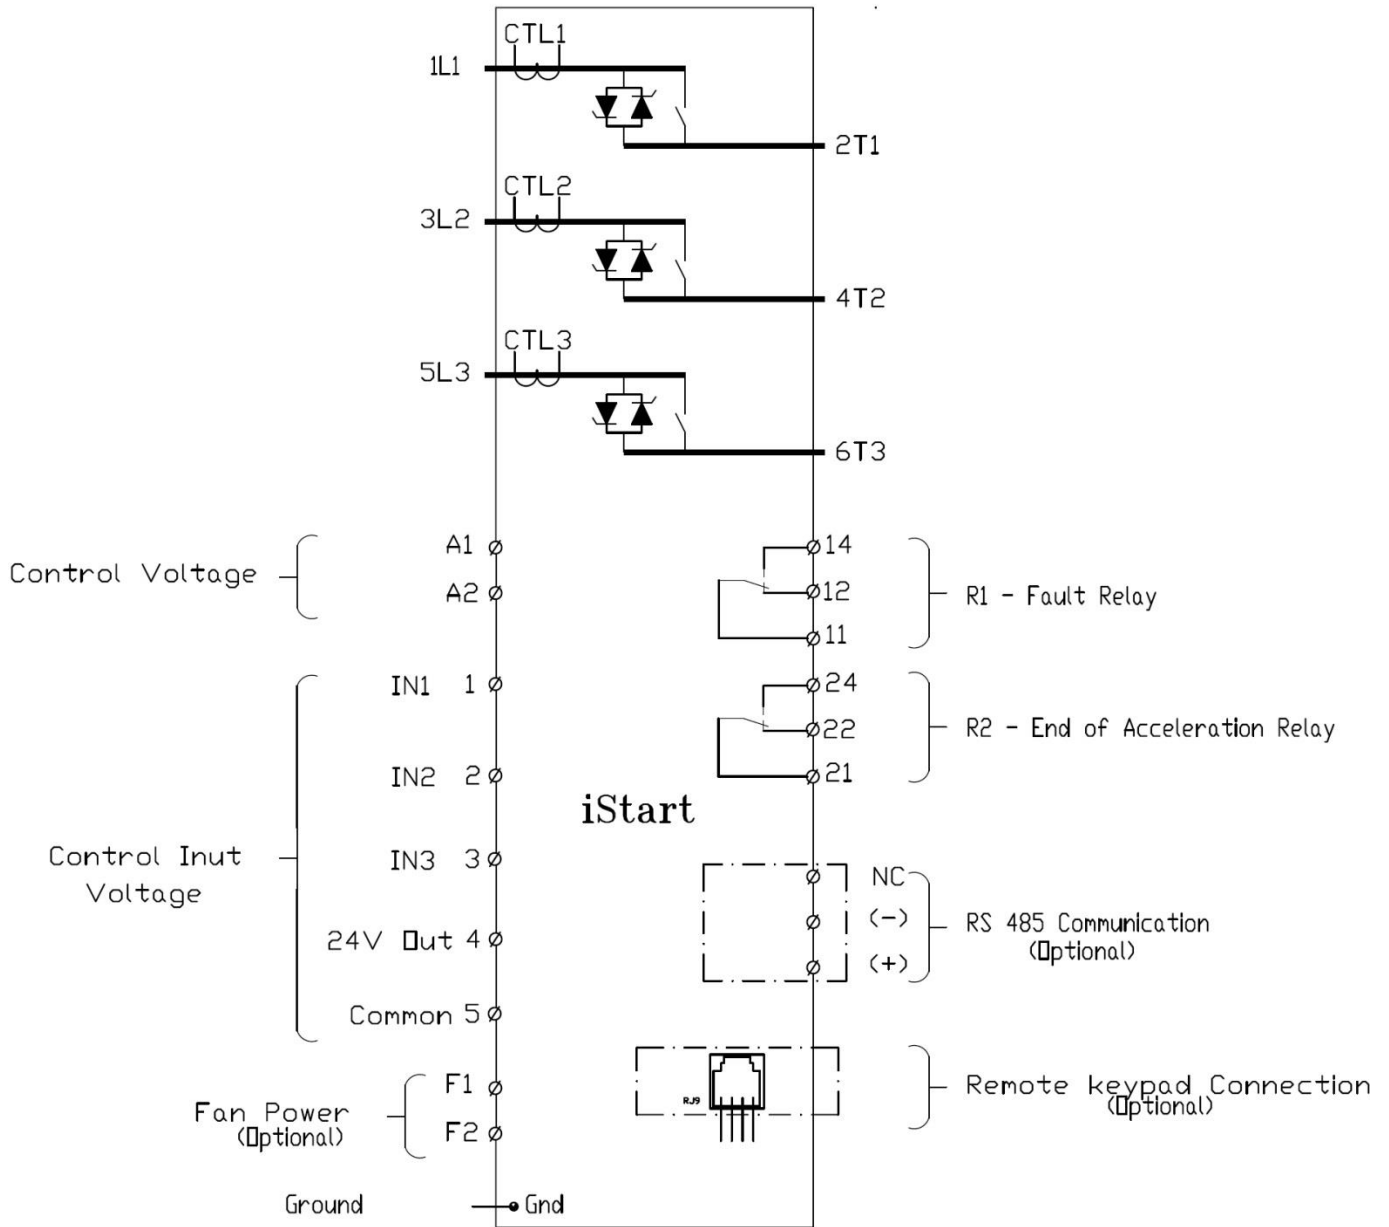 CTL1
1L1
2T1
CTL2
3L2
4T2
CTL3
5L3
6T3
Control Voltage
A1
A2
14
12
11
R1 - Fault Relay
IN1 1
24
22
21
R2 - End of Acceleration Relay
IN2 2
iStart
Control Inut
Voltage
IN3 3
NC
(-)
(+)
RS 485 Communication
(Optional)
24V Out 4
Common 5
Fan Power
(Optional)
F1
F2
RJ9
Remote keypad Connection
(Optional)
Ground
Gnd